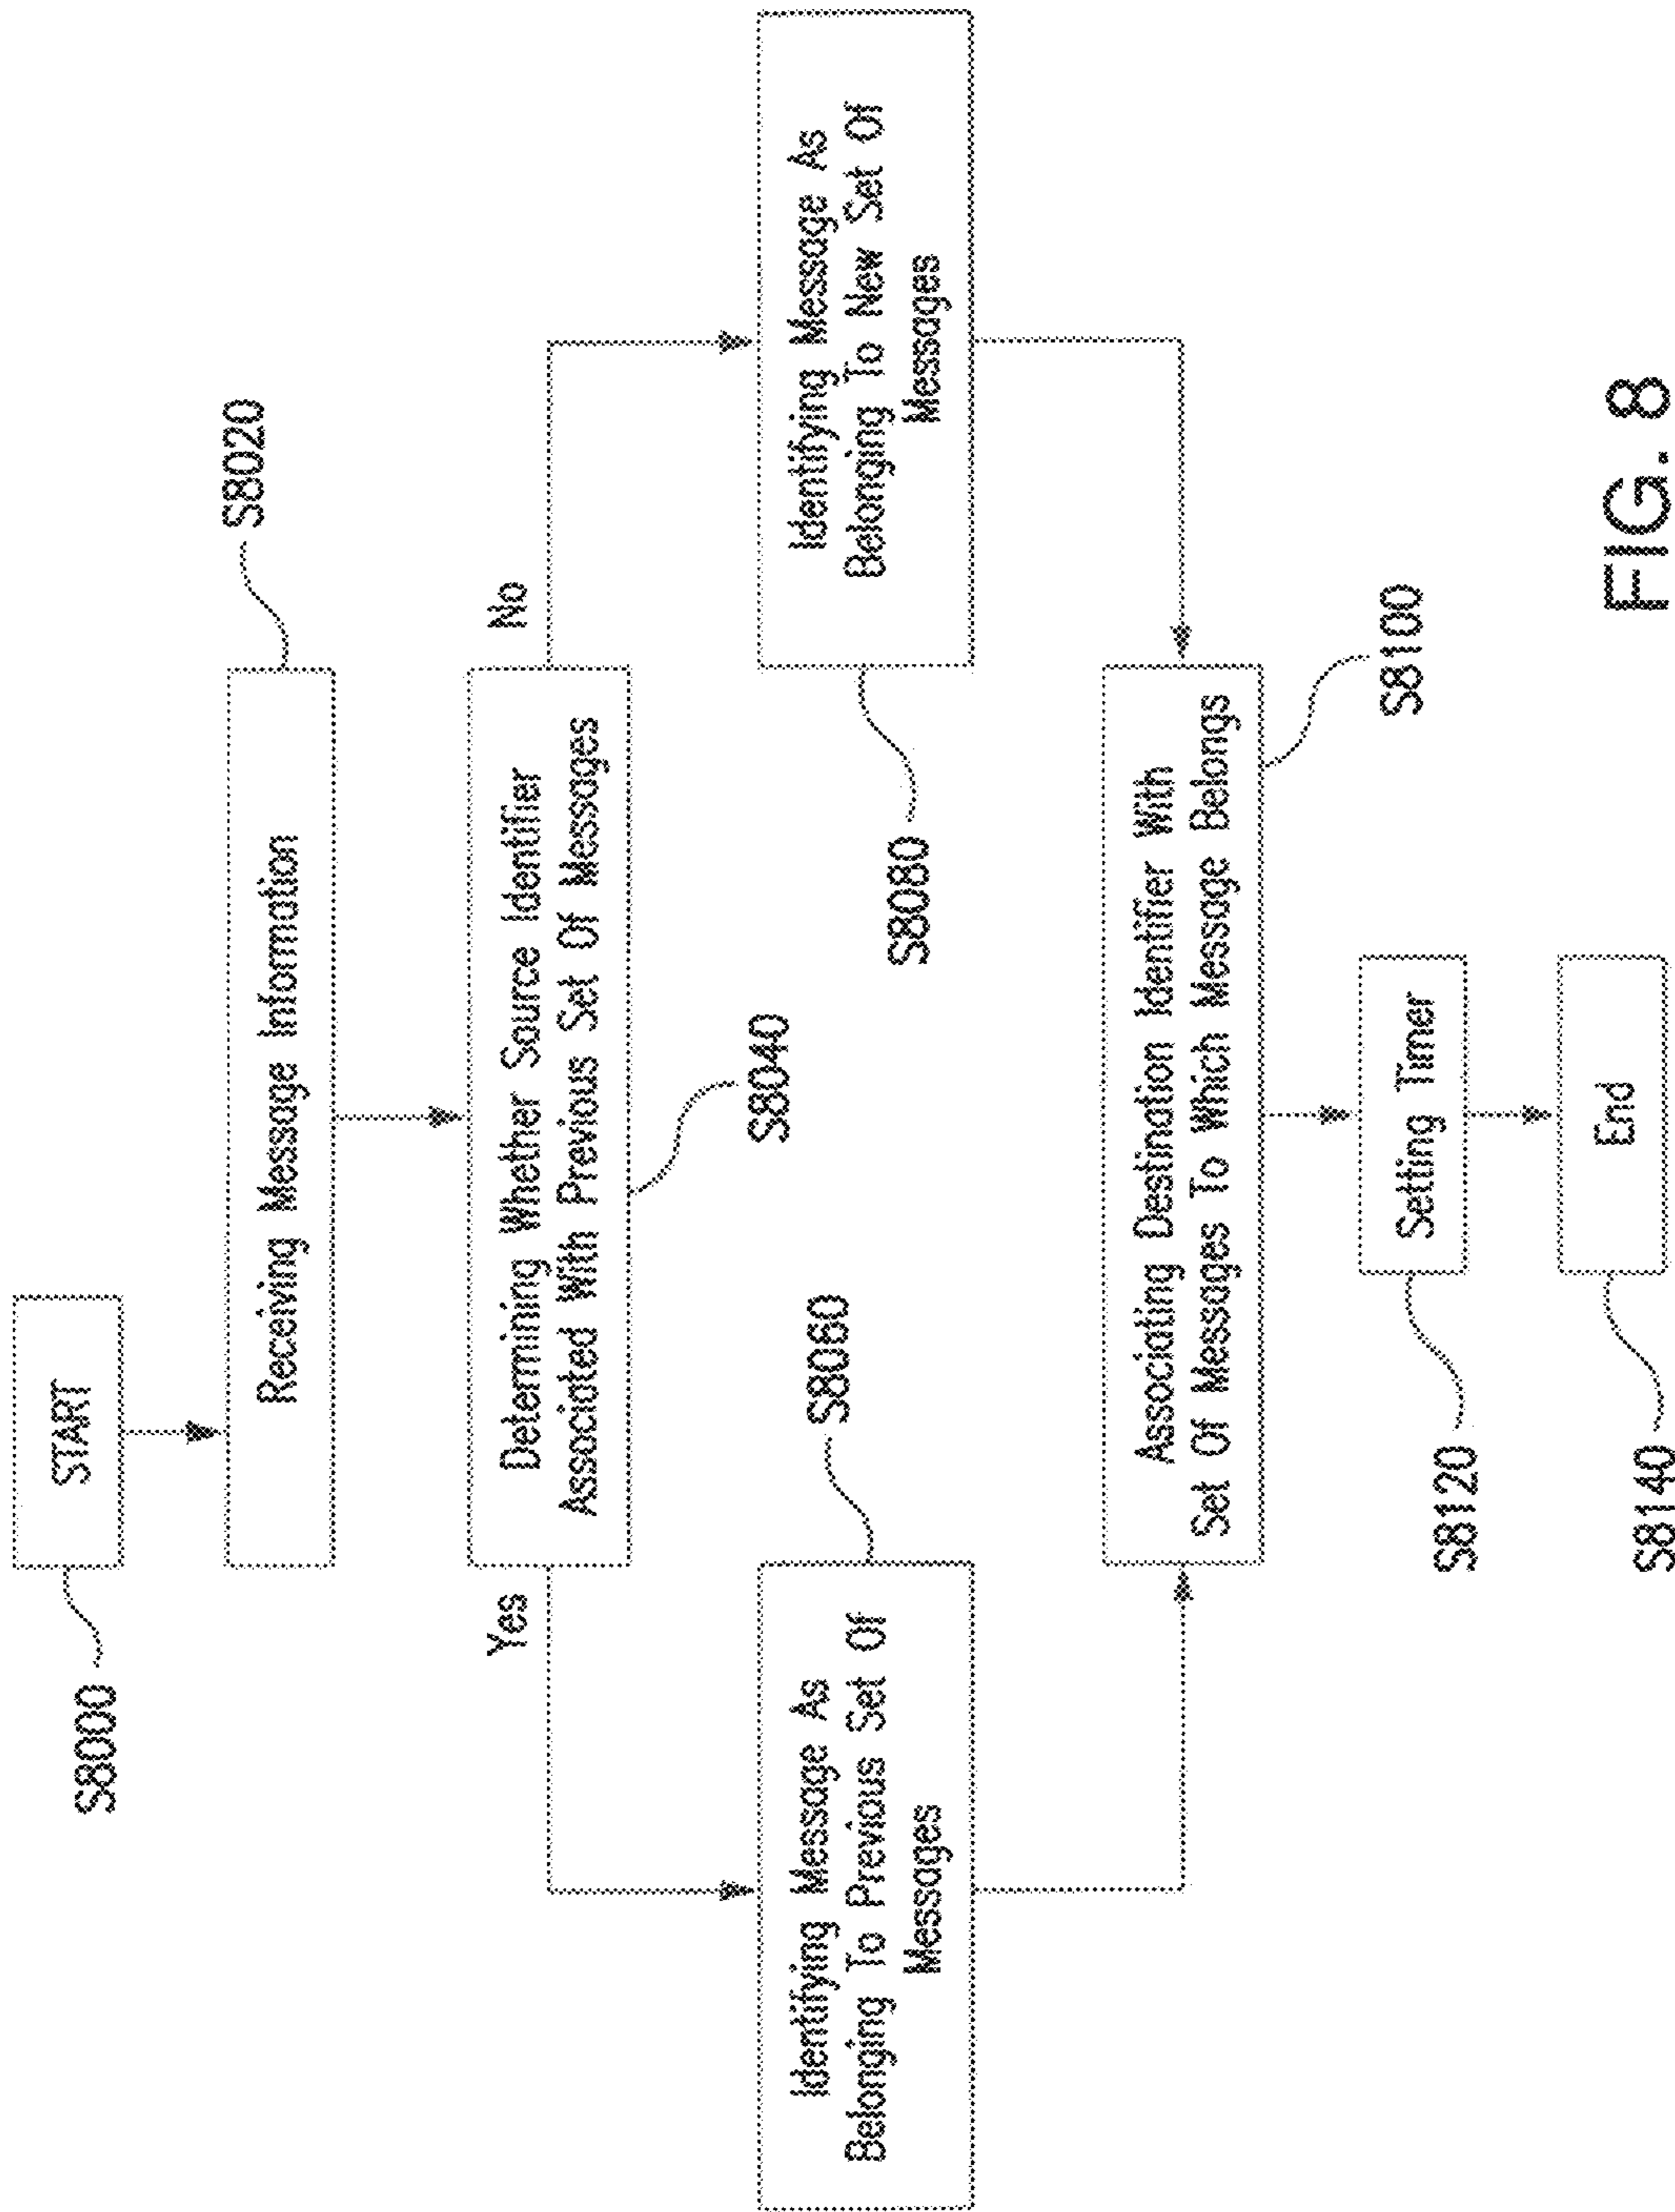 START
S8000
Receiving Message Information
S8020
Determining Whether Source Identifier
Associated With Previous Set Of Messages
S8040
Yes
No
Identifying Message As
Belonging To Previous Set Of
Messages
S8060
Identifying Message As
Belonging To New Set Of
Messages
S8080
Associating Destination Identifier With
Set Of Messages To Which Message Belongs
S8100
Setting Timer
S8120
End
S8140
FIG. 8